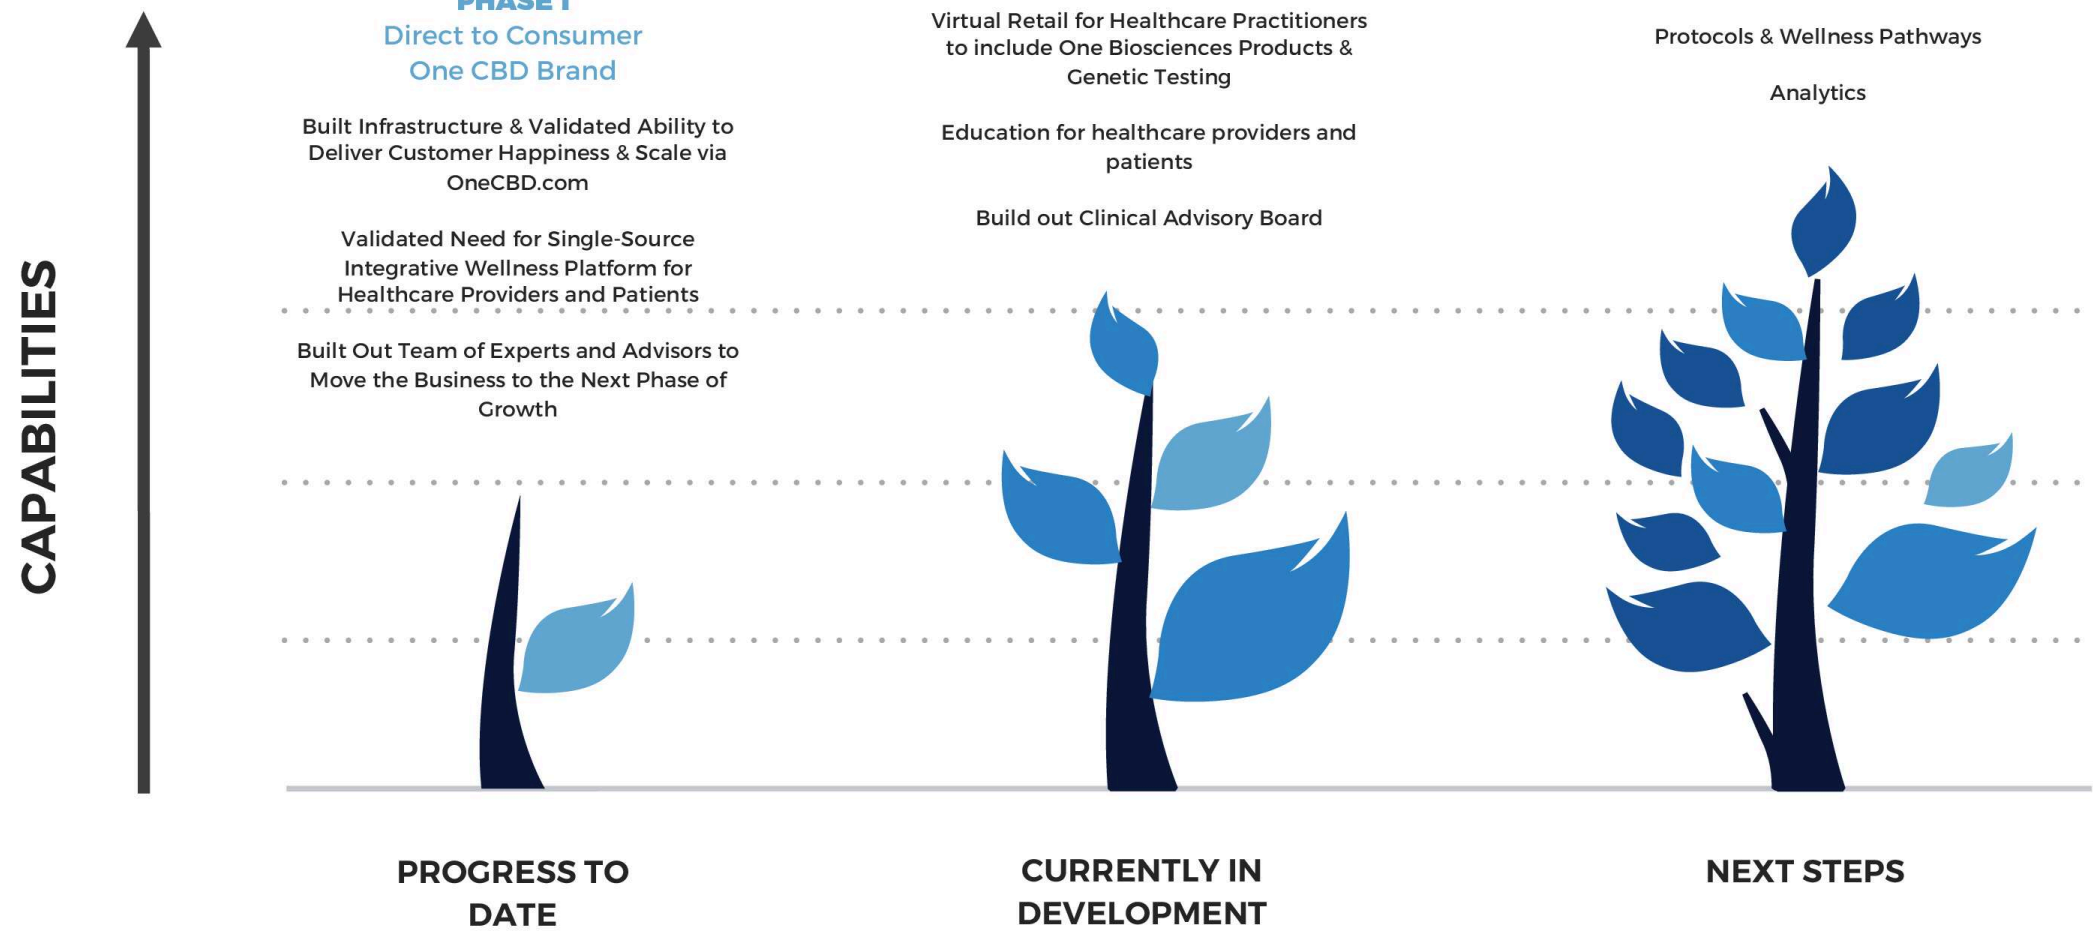 PHASE I
Direct to Consumer
One CBD Brand
Built Infrastructure & Validated Ability to
Deliver Customer Happiness & Scale via
OneCBD.com
Validated Need for Single-Source
Integrative Wellness Platform for
Healthcare Providers and Patients
Built Out Team of Experts and Advisors to
Move the Business to the Next Phase of
Growth
Virtual Retail for Healthcare Practitioners
to include One Biosciences Products &
Genetic Testing
Education for healthcare providers and
patients
Build out Clinical Advisory Board
Protocols & Wellness Pathways
Analytics
CAPABILITIES
PROGRESS TO
DATE
CURRENTLY IN
DEVELOPMENT
NEXT STEPS